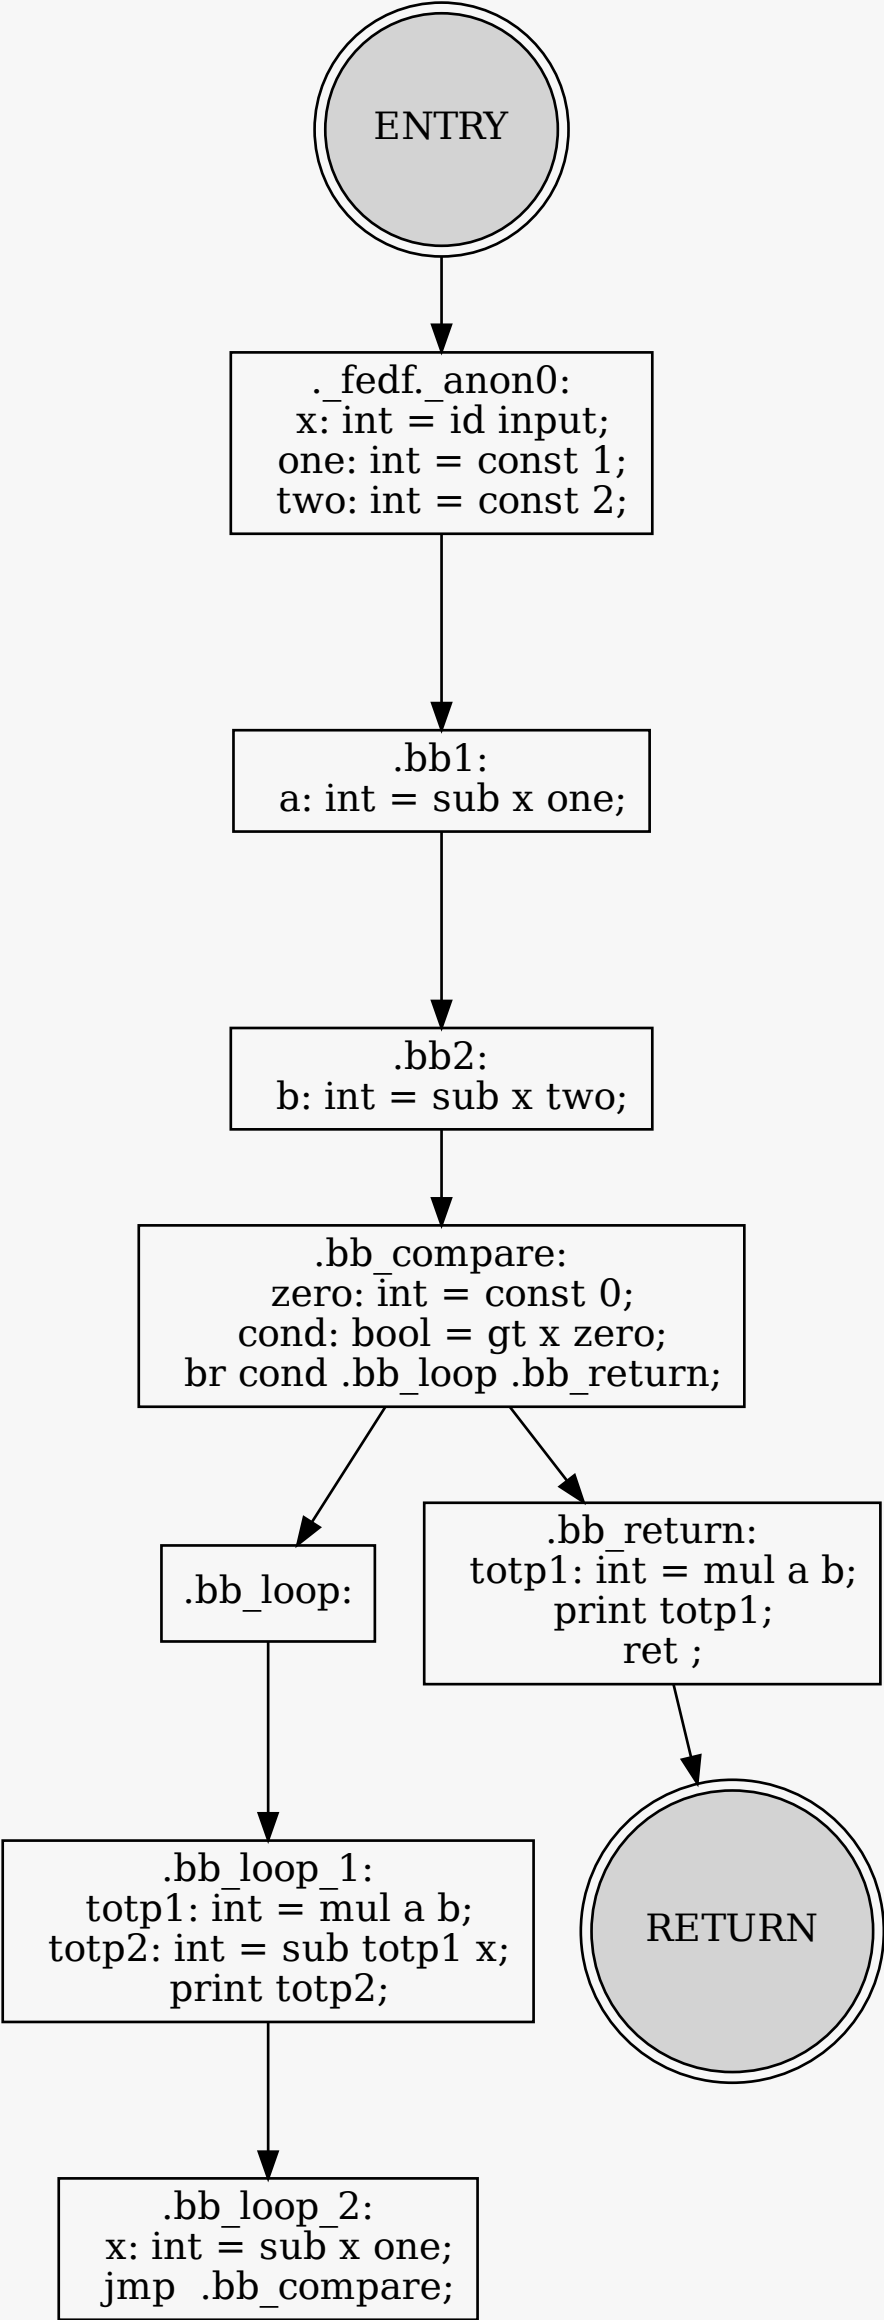 ENTRY
._fedf._anon0:
x: int = id input;
one: int = const 1;
two: int = const 2;
.bb1:
a: int = sub x one;
.bb2:
b: int = sub x two;
.bb_compare:
zero: int = const 0;
cond: bool = gt x zero;
br cond .bb_loop .bb_return;
.bb_loop:
.bb_return:
totp1: int = mul a b;
print totp1;
ret ;
.bb_loop_1:
totp1: int = mul a b;
totp2: int = sub totp1 x;
print totp2;
RETURN
.bb_loop_2:
x: int = sub x one;
jmp  .bb_compare;